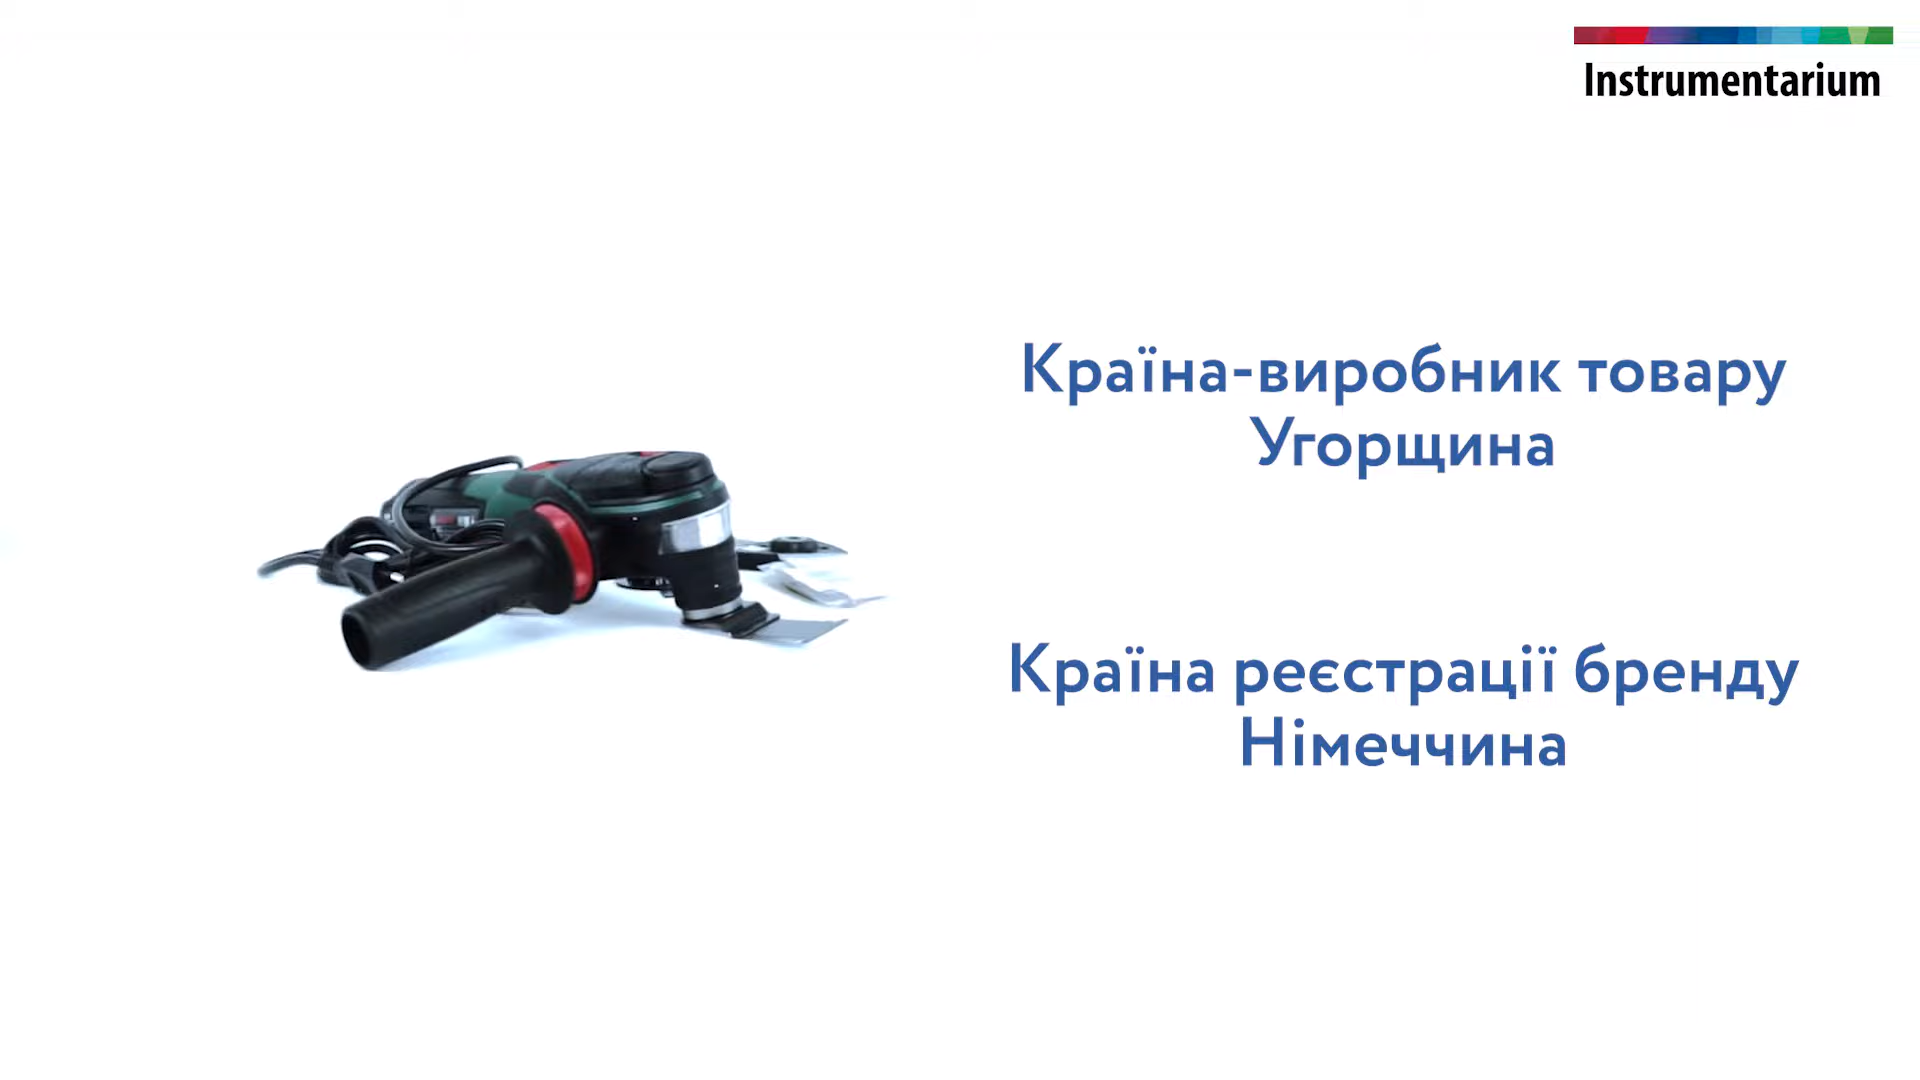 Instrumentarium
Країна-виробник товару
Угорщина
Країна реєстрації бренду
Німеччина